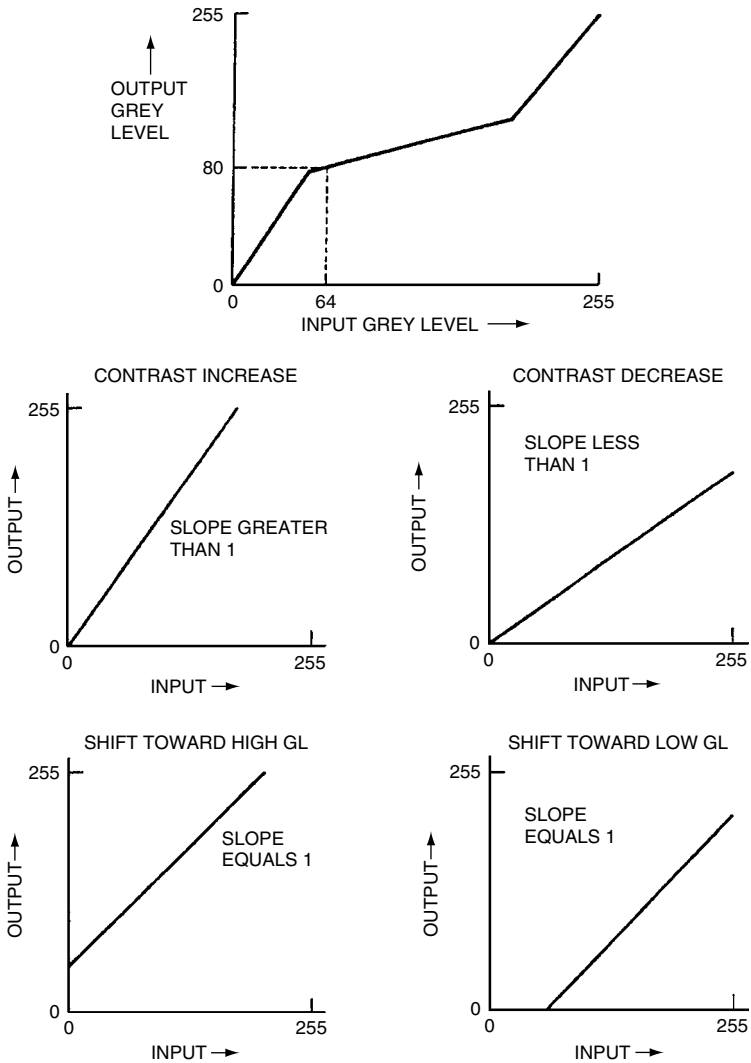 255
OUTPUT
GREY
LEVEL
80
0
0 64 255
INPUT GREY LEVEL
CONTRAST INCREASE
255
OUTPUT
SLOPE GREATER
THAN 1
0
0 255
INPUT
CONTRAST DECREASE
255
OUTPUT
SLOPE LESS
THAN 1
0
0 255
INPUT
SHIFT TOWARD HIGH GL
255
OUTPUT
SLOPE
EQUALS 1
0 255
INPUT
SHIFT TOWARD LOW GL
255
OUTPUT
SLOPE
EQUALS 1
0
0 255
INPUT